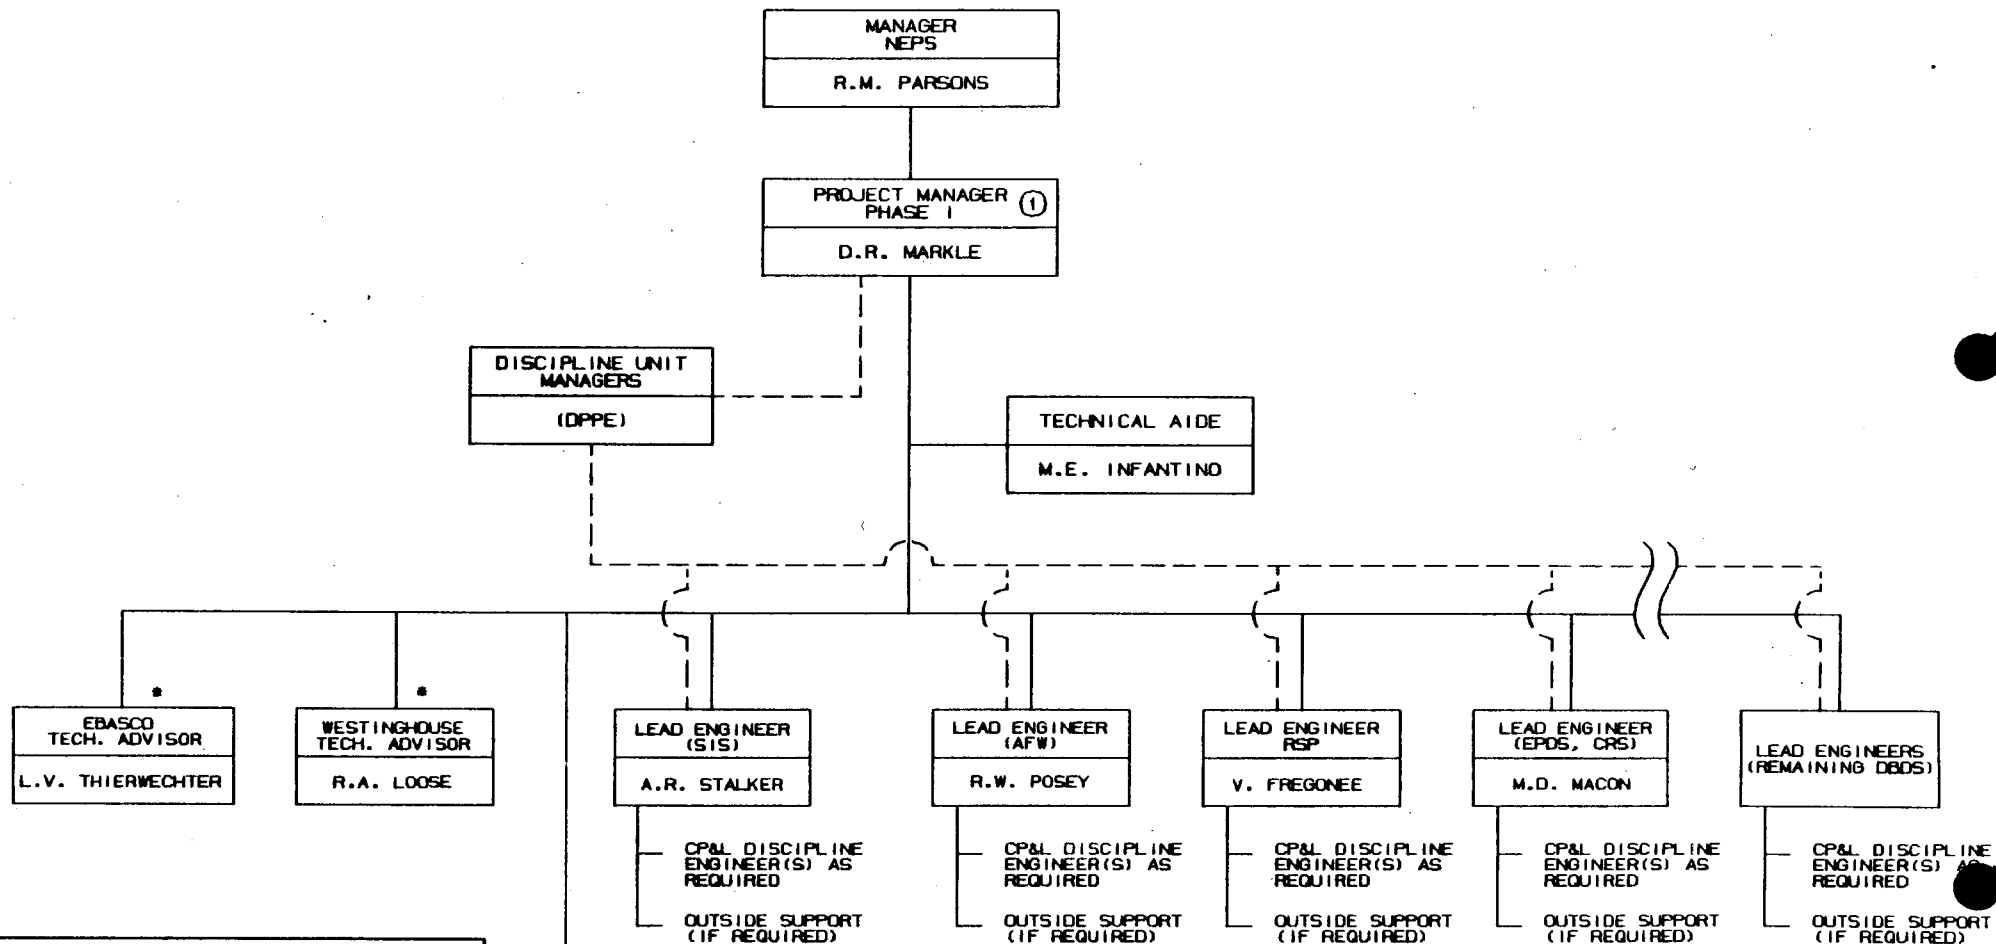 MANAGER
NEPS
R.M. PARSONS
PROJECT MANAGER
PHASE I
1
D.R. MARKLE
DISCIPLINE UNIT
MANAGERS
(DPPE)
TECHNICAL AIDE
M.E. INFANTINO
*
*
EBASCO
TECH. ADVISOR
L.V. THIERWECHTER
WESTINGHOUSE
TECH. ADVISOR
R.A. LOOSE
LEAD ENGINEER
(SIS)
A.R. STALKER
CP&L DISCIPLINE
ENGINEER(S) AS
REQUIRED
OUTSIDE SUPPORT
(IF REQUIRED)
LEAD ENGINEER
(AFW)
R.W. POSEY
CP&L DISCIPLINE
ENGINEER(S) AS
REQUIRED
OUTSIDE SUPPORT
(IF REQUIRED)
LEAD ENGINEER
RSP
V. FREGONEE
CP&L DISCIPLINE
ENGINEER(S) AS
REQUIRED
OUTSIDE SUPPORT
(IF REQUIRED)
LEAD ENGINEER
(EPDS, CRS)
M.D. MACON
CP&L DISCIPLINE
ENGINEER(S) AS
REQUIRED
OUTSIDE SUPPORT
(IF REQUIRED)
LEAD ENGINEERS
(REMAINING DBDS)
CP&L DISCIPLINE
ENGINEER(S) AS
REQUIRED
OUTSIDE SUPPORT
(IF REQUIRED)